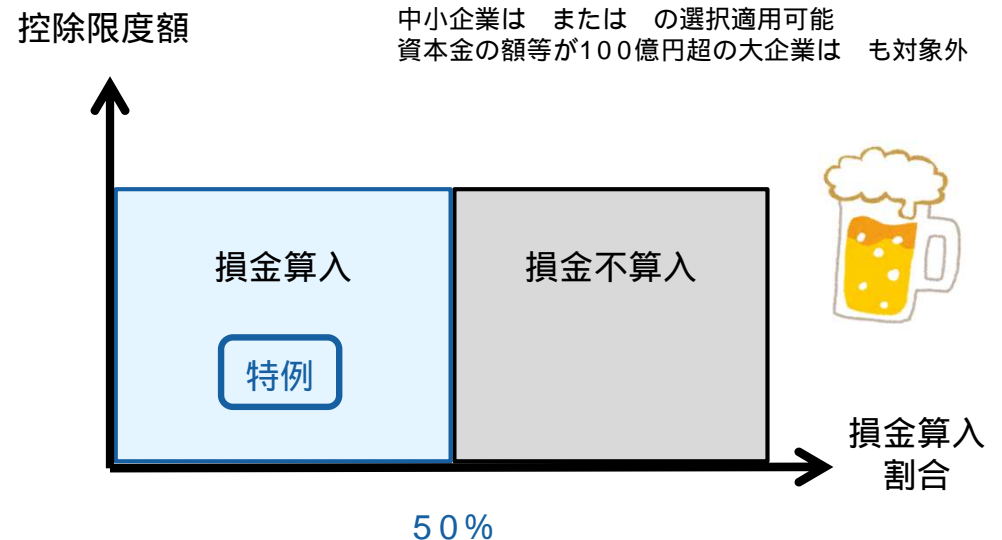 控除限度額
中小企業は　または　の選択適用可能
資本金の額等が100億円超の大企業は　も対象外
損金算入
損金不算入
特例
損金算入
割合
50%